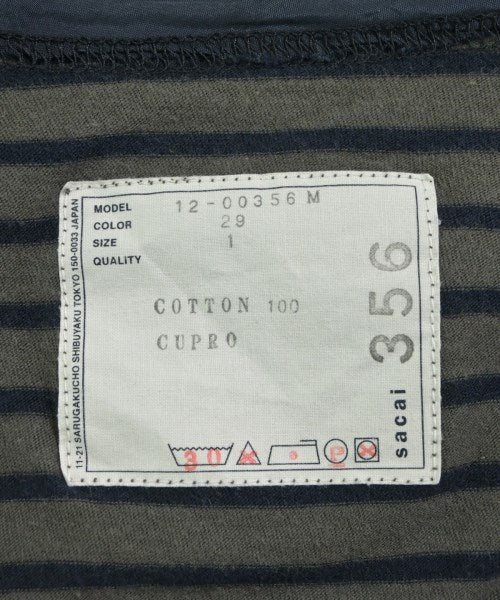 MODEL 12-00356 M
COLOR 29
SIZE 1
QUALITY
COTTON 100
CUPRO
30
P
sacai 356
11-21 SARUGAKUCHO SHIBUYAKU TOKYO 150-0033 JAPAN